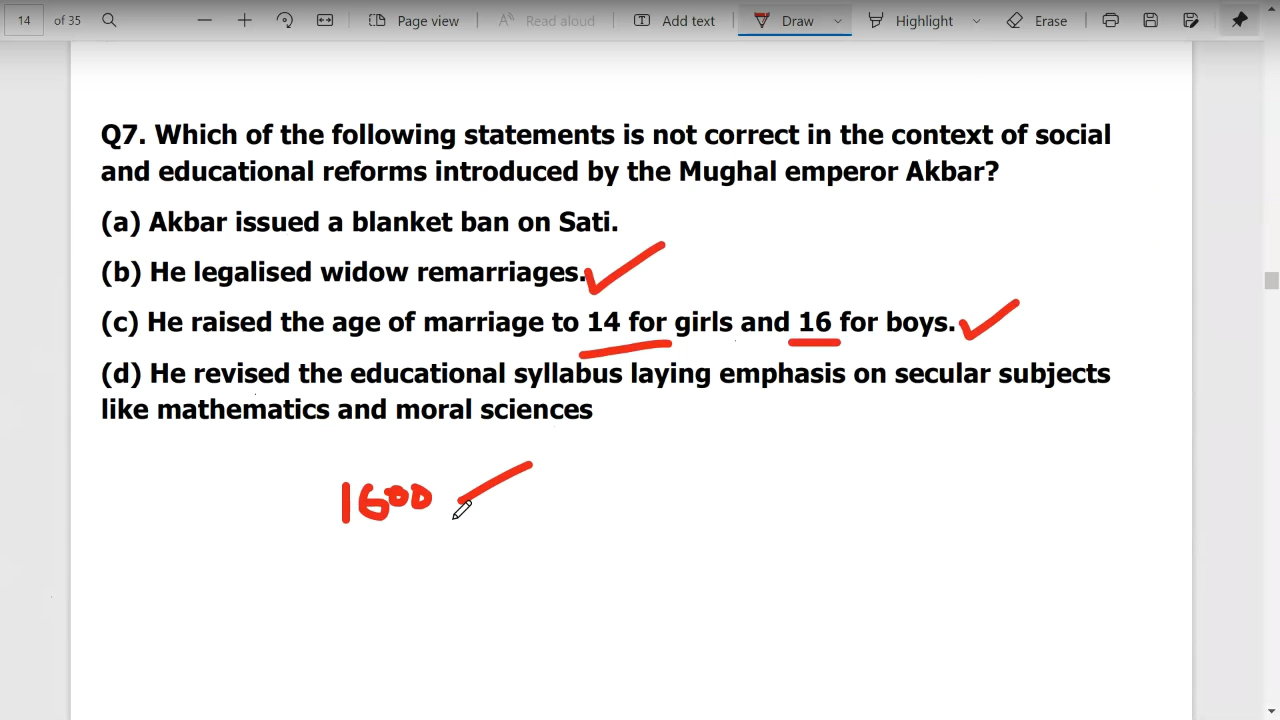 14 of 35 Page view Read aloud Add text Draw Highlight Erase
Q7. Which of the following statements is not correct in the context of social
and educational reforms introduced by the Mughal emperor Akbar?
(a) Akbar issued a blanket ban on Sati.
(b) He legalised widow remarriages.
(c) He raised the age of marriage to 14 for girls and 16 for boys.
(d) He revised the educational syllabus laying emphasis on secular subjects
like mathematics and moral sciences
1600